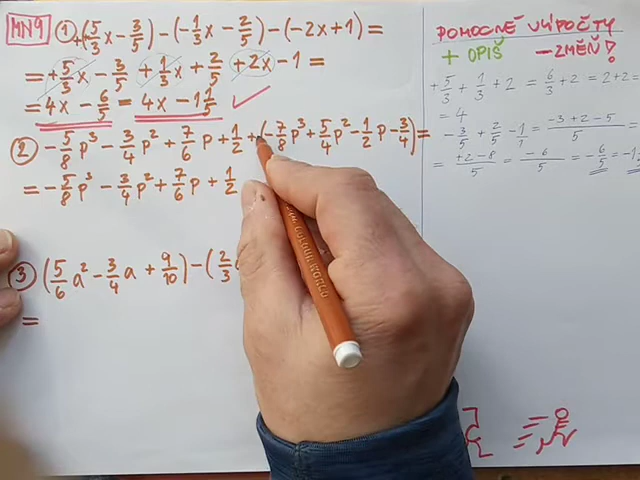 MN9 ① +(5/3x - 3/5) - (-1/3x - 2/5) - (-2x + 1) =
= +5/3x - 3/5 + 1/3x + 2/5 + 2x - 1 =
= 4x - 6/5 = 4x - 1 1/5 ✓
② -5/8p³ - 3/4p² + 7/6p + 1/2 + (-7/8p³ + 5/4p² - 1/2p - 3/4) =
= -5/8p³ - 3/4p² + 7/6p + 1/2
③ (5/6a² - 3/4a + 9/10) - (2/3
=
POMOCNÉ VÝPOČTY
+ OPIŠ - ZMĚŇ!
+5/3 + 1/3 + 2 = 6/3 + 2 = 2 + 2 =
= 4
-3/5 + 2/5 - 1/1 = -3+2-5/5 =
= +2-8/5 = -6/5 = -1
COLOUR WORLD